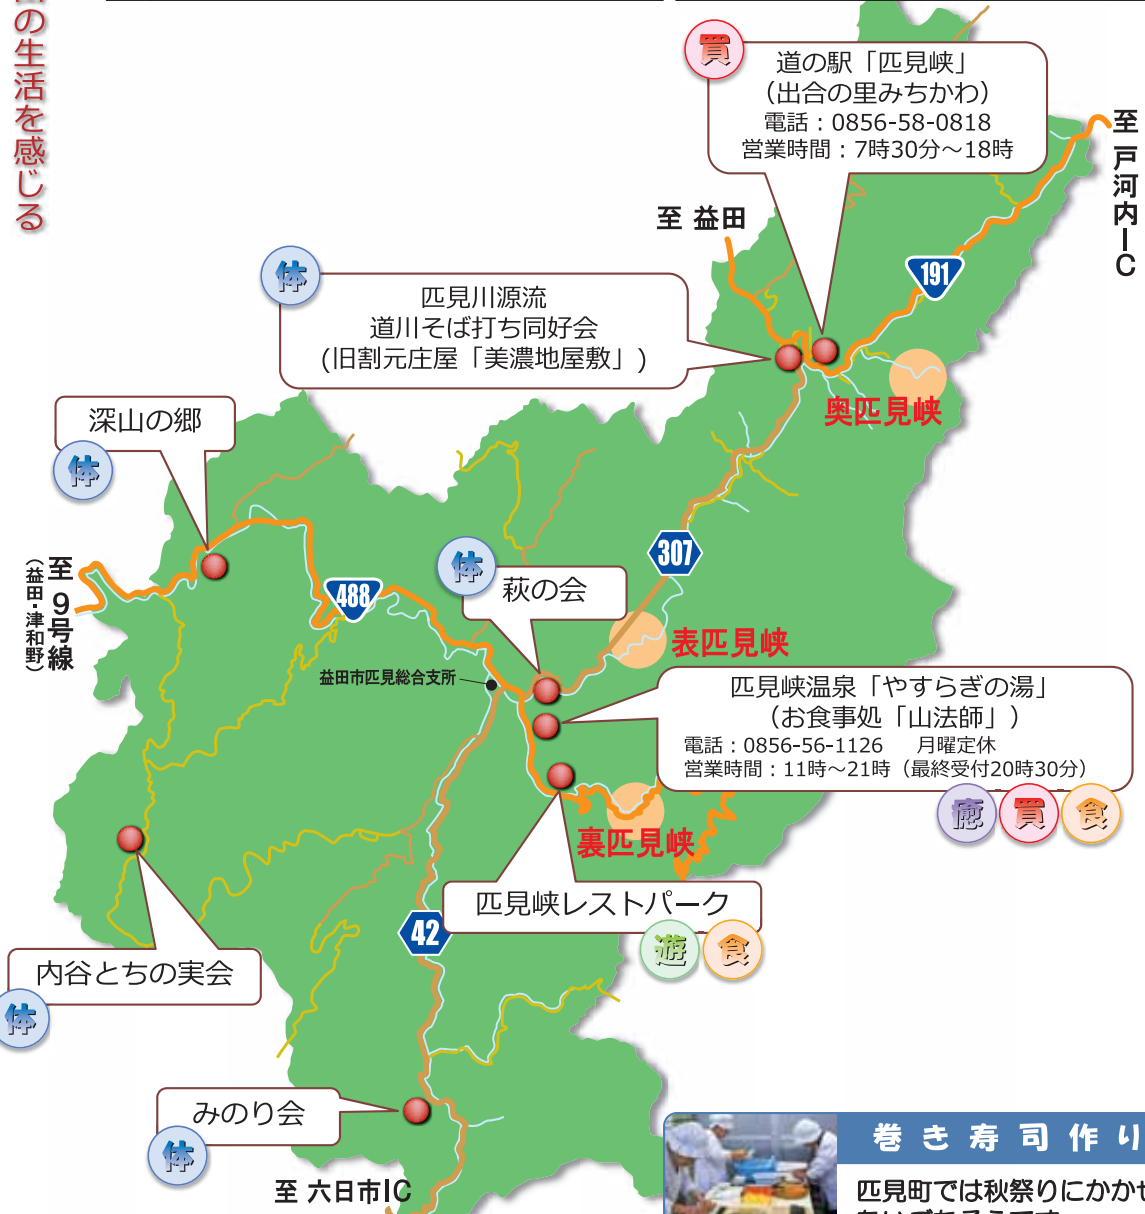 の生活を感じる
買
道の駅「匹見峡」
（出合の里みちかわ）
電話：0856-58-0818
営業時間：7時30分～18時
至 戸河内IC
至 益田
191
体
匹見川源流
道川そば打ち同好会
(旧割元庄屋「美濃地屋敷」)
奥匹見峡
深山の郷
体
307
体
萩の会
至 9号線
（益田・津和野）
488
表匹見峡
益田市匹見総合支所
匹見峡温泉「やすらぎの湯」
（お食事処「山法師」）
電話：0856-56-1126 月曜定休
営業時間：11時～21時（最終受付20時30分）
癒 買 食
裏匹見峡
匹見峡レストパーク
遊 食
42
内谷とちの実会
体
みのり会
体
至 六日市IC
巻き寿司作り
匹見町では秋祭りにかかせ